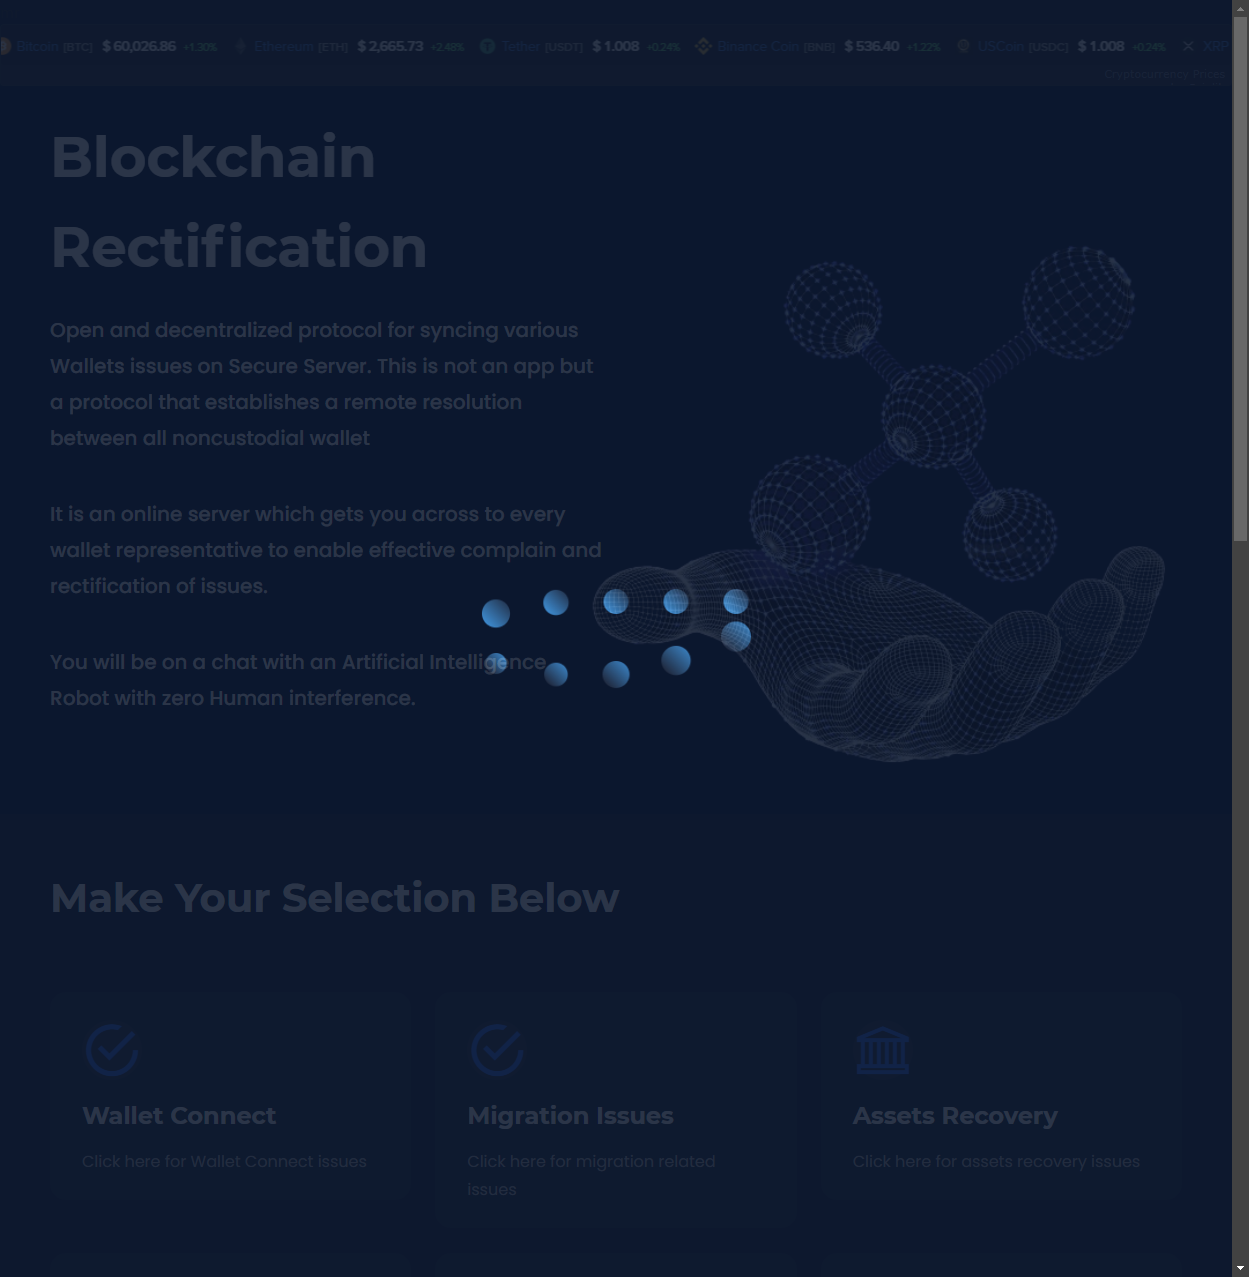 Bitcoin [BTC] $ 60,026.86 +1.30% Ethereum [ETH] $ 2,665.73 +2.48% Tether [USDT] $ 1.008 +0.24% Binance Coin [BNB] $ 536.40 +1.22% USCoin [USDC] $ 1.008 +0.24% XRP
Cryptocurrency Prices
Blockchain
Rectification
Open and decentralized protocol for syncing various
Wallets issues on Secure Server. This is not an app but
a protocol that establishes a remote resolution
between all noncustodial wallet
It is an online server which gets you across to every
wallet representative to enable effective complain and
rectification of issues.
You will be on a chat with an Artificial Intelligence
Robot with zero Human interference.
Make Your Selection Below
Wallet Connect
Click here for Wallet Connect issues
Migration Issues
Click here for migration related
issues
Assets Recovery
Click here for assets recovery issues